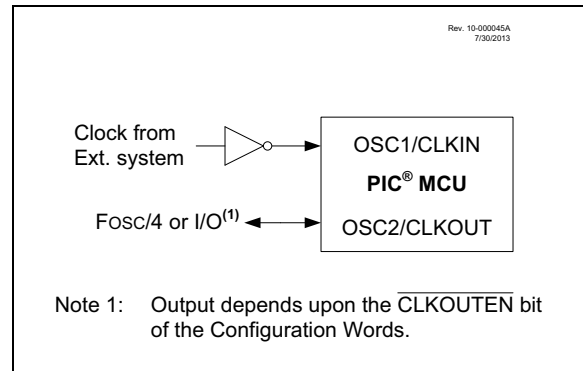 Rev. 10-000045A
7/30/2013
Clock from
Ext. system
OSC1/CLKIN
PIC® MCU
FOSC/4 or I/O(1)
OSC2/CLKOUT
Note 1: Output depends upon the CLKOUTEN bit
of the Configuration Words.